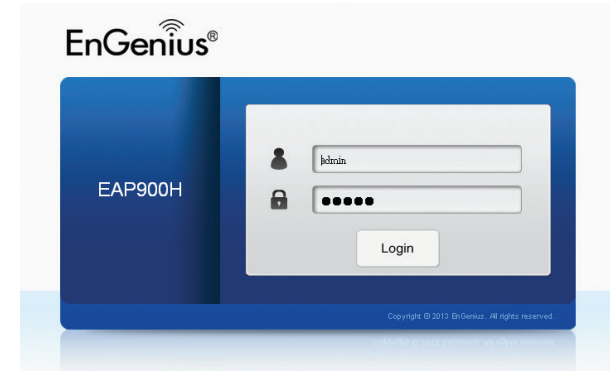 EnGenius®
admin
●●●●●
EAP900H
Login
Copyright © 2013 EnGenius. All rights reserved.